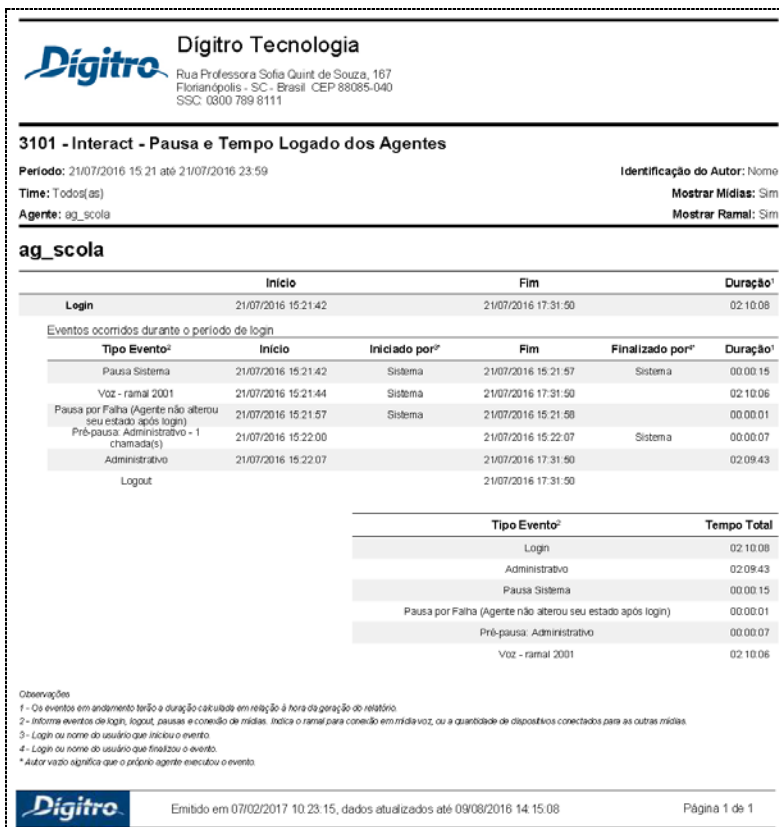 Dígitro
Dígitro Tecnologia
Rua Professora Sofia Quint de Souza, 167
Florianópolis - SC - Brasil CEP 88085-040
SSC: 0300 789 8111
3101 - Interact - Pausa e Tempo Logado dos Agentes
Período: 21/07/2016 15:21 até 21/07/2016 23:59 Identificação do Autor: Nome
Time: Todos(as) Mostrar Mídias: Sim
Agente: ag_scola Mostrar Ramal: Sim
ag_scola
Início Fim Duração¹
Login 21/07/2016 15:21:42 21/07/2016 17:31:50 02:10:08
Eventos ocorridos durante o período de login
Tipo Evento² Início Iniciado por³* Fim Finalizado por⁴* Duração¹
Pausa Sistema 21/07/2016 15:21:42 Sistema 21/07/2016 15:21:57 Sistema 00:00:15
Voz - ramal 2001 21/07/2016 15:21:44 Sistema 21/07/2016 17:31:50 02:10:06
Pausa por Falha (Agente não alterou
seu estado após login) 21/07/2016 15:21:57 Sistema 21/07/2016 15:21:58 00:00:01
Pré-pausa: Administrativo - 1
chamada(s) 21/07/2016 15:22:00 21/07/2016 15:22:07 Sistema 00:00:07
Administrativo 21/07/2016 15:22:07 21/07/2016 17:31:50 02:09:43
Logout 21/07/2016 17:31:50
Tipo Evento² Tempo Total
Login 02:10:08
Administrativo 02:09:43
Pausa Sistema 00:00:15
Pausa por Falha (Agente não alterou seu estado após login) 00:00:01
Pré-pausa: Administrativo 00:00:07
Voz - ramal 2001 02:10:06
Observações
1 - Os eventos em andamento terão a duração calculada em relação à hora da geração do relatório.
2 - Informa eventos de login, logout, pausas e conexão de mídias. Indica o ramal para conexão em mídia voz, ou a quantidade de dispositivos conectados para as outras mídias.
3 - Login ou nome do usuário que iniciou o evento.
4 - Login ou nome do usuário que finalizou o evento.
* Autor vazio significa que o próprio agente executou o evento.
Dígitro Emitido em 07/02/2017 10:23:15, dados atualizados até 09/08/2016 14:15:08 Página 1 de 1